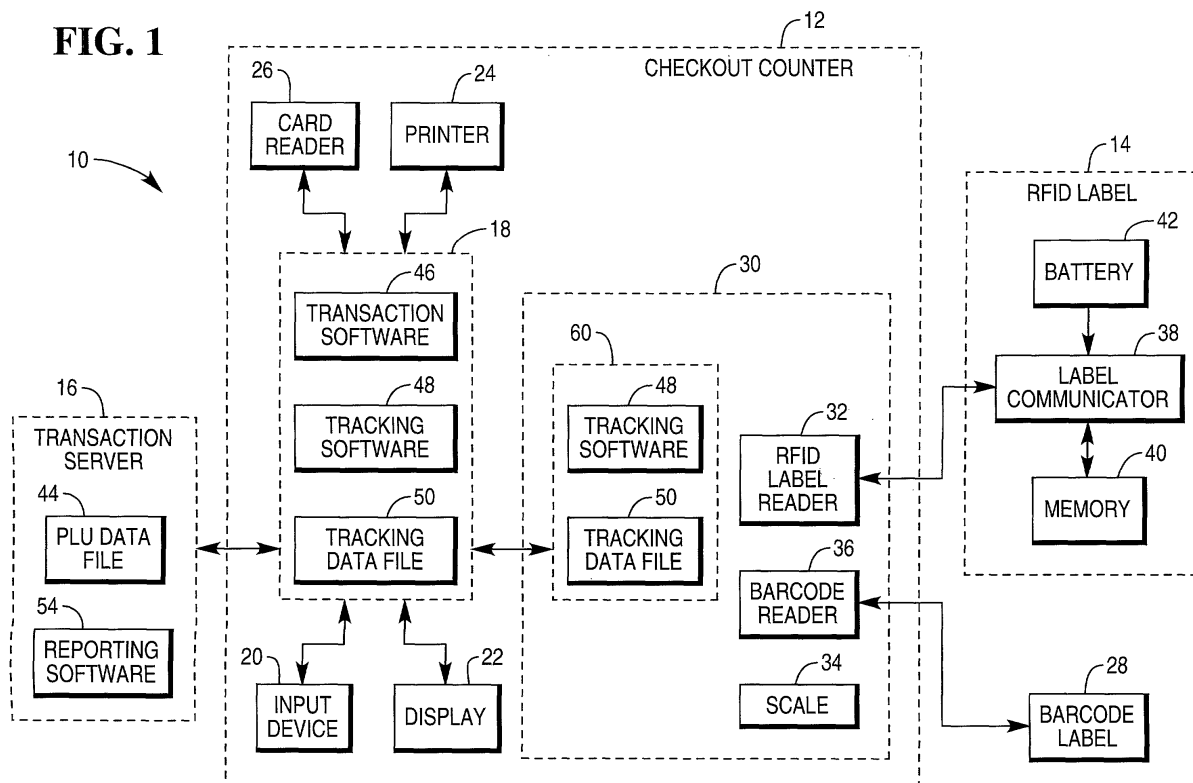 FIG. 1
12
CHECKOUT COUNTER
26
CARD
READER
24
PRINTER
10
14
RFID LABEL
42
BATTERY
38
LABEL
COMMUNICATOR
40
MEMORY
18
46
TRANSACTION
SOFTWARE
48
TRACKING
SOFTWARE
50
TRACKING
DATA FILE
30
60
48
TRACKING
SOFTWARE
50
TRACKING
DATA FILE
32
RFID
LABEL
READER
36
BARCODE
READER
34
SCALE
16
TRANSACTION
SERVER
44
PLU DATA
FILE
54
REPORTING
SOFTWARE
20
INPUT
DEVICE
22
DISPLAY
28
BARCODE
LABEL